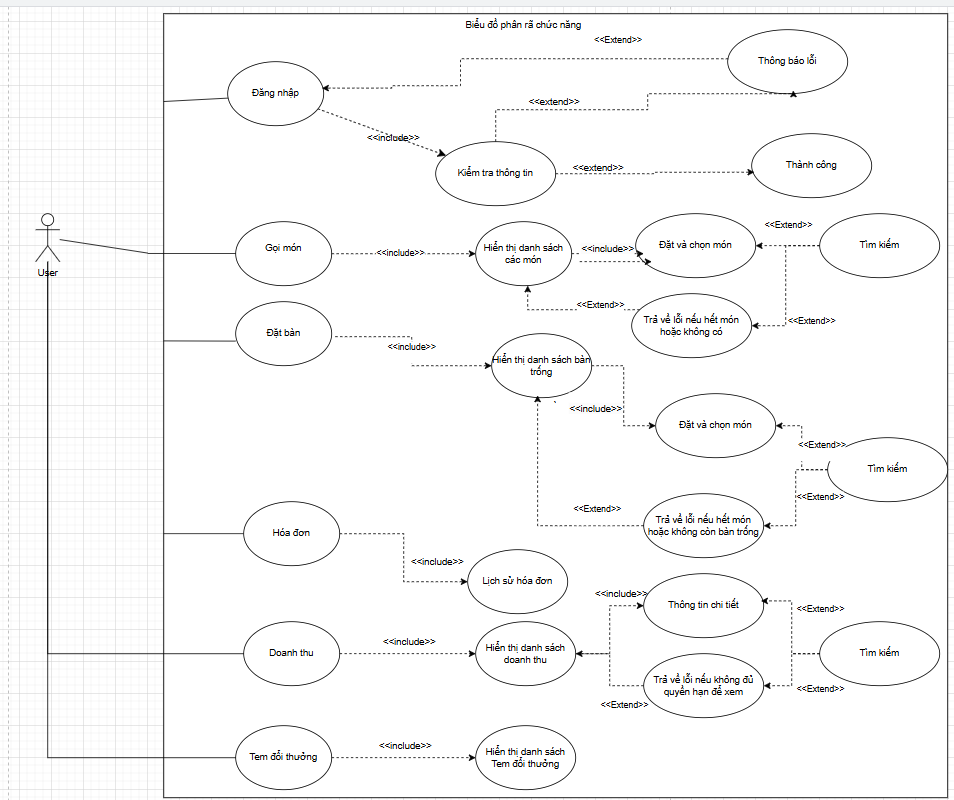 Biểu đồ phân rã chức năng
<<Extend>>
Thông báo lỗi
Đăng nhập
<<extend>>
<<include>>
Kiểm tra thông tin
<<extend>>
Thành công
User
Gọi món
<<include>>
Hiển thị danh sách
các món
<<include>>
Đặt và chọn món
<<Extend>>
Tìm kiếm
<<Extend>>
Trả về lỗi nếu hết món
hoặc không có
<<Extend>>
Đặt bàn
<<include>>
Hiển thị danh sách bàn
trống
<<include>>
Đặt và chọn món
<<Extend>>
Tìm kiếm
<<Extend>>
<<Extend>>
Trả về lỗi nếu hết món
hoặc không còn bàn trống
Hóa đơn
<<include>>
Lịch sử hóa đơn
<<include>>
Thông tin chi tiết
<<Extend>>
Doanh thu
<<include>>
Hiển thị danh sách
doanh thu
Tìm kiếm
Trả về lỗi nếu không đủ
quyền hạn để xem
<<Extend>>
<<Extend>>
Tem đổi thưởng
<<include>>
Hiển thị danh sách
Tem đổi thưởng